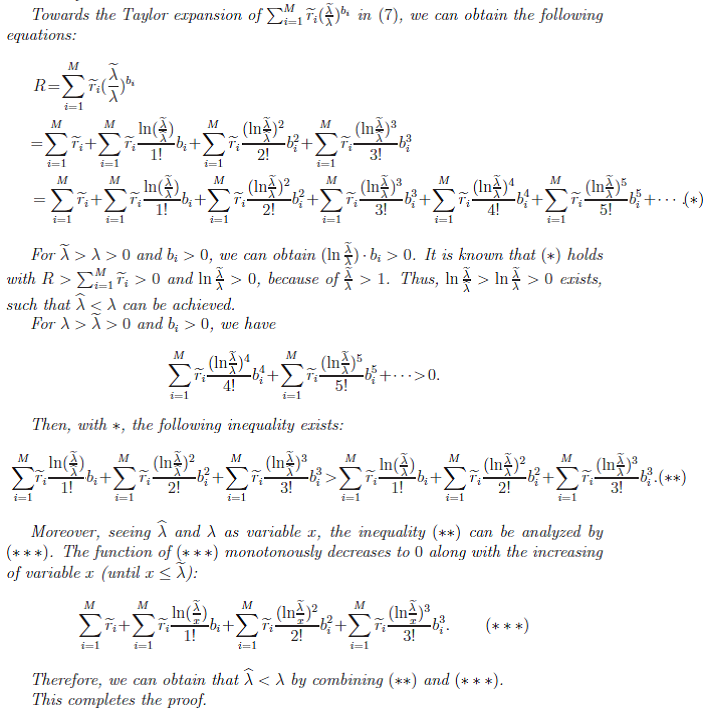 Towards the Taylor expansion of $\sum_{i=1}^{M} \widetilde{r}_i (\frac{\widetilde{\lambda}}{\lambda})^{b_i}$ in (7), we can obtain the following
equations:
$R = \sum_{i=1}^{M} \widetilde{r}_i (\frac{\widetilde{\lambda}}{\lambda})^{b_i}$
$= \sum_{i=1}^{M} \widetilde{r}_i + \sum_{i=1}^{M} \widetilde{r}_i \frac{\ln(\frac{\widetilde{\lambda}}{\widehat{\lambda}})}{1!} b_i + \sum_{i=1}^{M} \widetilde{r}_i \frac{(\ln\frac{\widetilde{\lambda}}{\widehat{\lambda}})^2}{2!} b_i^2 + \sum_{i=1}^{M} \widetilde{r}_i \frac{(\ln\frac{\widetilde{\lambda}}{\widehat{\lambda}})^3}{3!} b_i^3$
$= \sum_{i=1}^{M} \widetilde{r}_i + \sum_{i=1}^{M} \widetilde{r}_i \frac{\ln(\frac{\widetilde{\lambda}}{\lambda})}{1!} b_i + \sum_{i=1}^{M} \widetilde{r}_i \frac{(\ln\frac{\widetilde{\lambda}}{\lambda})^2}{2!} b_i^2 + \sum_{i=1}^{M} \widetilde{r}_i \frac{(\ln\frac{\widetilde{\lambda}}{\lambda})^3}{3!} b_i^3 + \sum_{i=1}^{M} \widetilde{r}_i \frac{(\ln\frac{\widetilde{\lambda}}{\lambda})^4}{4!} b_i^4 + \sum_{i=1}^{M} \widetilde{r}_i \frac{(\ln\frac{\widetilde{\lambda}}{\lambda})^5}{5!} b_i^5 + \cdots. (*)$
For $\widetilde{\lambda} > \lambda > 0$ and $b_i > 0$, we can obtain $(\ln\frac{\widetilde{\lambda}}{\lambda}) \cdot b_i > 0$. It is known that (∗) holds
with $R > \sum_{i=1}^{M} \widetilde{r}_i > 0$ and $\ln\frac{\widetilde{\lambda}}{\lambda} > 0$, because of $\frac{\widetilde{\lambda}}{\lambda} > 1$. Thus, $\ln\frac{\widetilde{\lambda}}{\widehat{\lambda}} > \ln\frac{\widetilde{\lambda}}{\lambda} > 0$ exists,
such that $\widehat{\lambda} < \lambda$ can be achieved.
For $\lambda > \widetilde{\lambda} > 0$ and $b_i > 0$, we have
$\sum_{i=1}^{M} \widetilde{r}_i \frac{(\ln\frac{\widetilde{\lambda}}{\lambda})^4}{4!} b_i^4 + \sum_{i=1}^{M} \widetilde{r}_i \frac{(\ln\frac{\widetilde{\lambda}}{\lambda})^5}{5!} b_i^5 + \cdots > 0.$
Then, with ∗, the following inequality exists:
$\sum_{i=1}^{M} \widetilde{r}_i \frac{\ln(\frac{\widetilde{\lambda}}{\widehat{\lambda}})}{1!} b_i + \sum_{i=1}^{M} \widetilde{r}_i \frac{(\ln\frac{\widetilde{\lambda}}{\widehat{\lambda}})^2}{2!} b_i^2 + \sum_{i=1}^{M} \widetilde{r}_i \frac{(\ln\frac{\widetilde{\lambda}}{\widehat{\lambda}})^3}{3!} b_i^3 > \sum_{i=1}^{M} \widetilde{r}_i \frac{\ln(\frac{\widetilde{\lambda}}{\lambda})}{1!} b_i + \sum_{i=1}^{M} \widetilde{r}_i \frac{(\ln\frac{\widetilde{\lambda}}{\lambda})^2}{2!} b_i^2 + \sum_{i=1}^{M} \widetilde{r}_i \frac{(\ln\frac{\widetilde{\lambda}}{\lambda})^3}{3!} b_i^3. (**)$
Moreover, seeing $\widehat{\lambda}$ and $\lambda$ as variable $x$, the inequality (∗∗) can be analyzed by
(∗ ∗ ∗). The function of (∗ ∗ ∗) monotonously decreases to 0 along with the increasing
of variable $x$ (until $x \leq \widetilde{\lambda}$):
$\sum_{i=1}^{M} \widetilde{r}_i + \sum_{i=1}^{M} \widetilde{r}_i \frac{\ln(\frac{\widetilde{\lambda}}{x})}{1!} b_i + \sum_{i=1}^{M} \widetilde{r}_i \frac{(\ln\frac{\widetilde{\lambda}}{x})^2}{2!} b_i^2 + \sum_{i=1}^{M} \widetilde{r}_i \frac{(\ln\frac{\widetilde{\lambda}}{x})^3}{3!} b_i^3. \quad (***)$
Therefore, we can obtain that $\widehat{\lambda} < \lambda$ by combining (∗∗) and (∗ ∗ ∗).
This completes the proof.